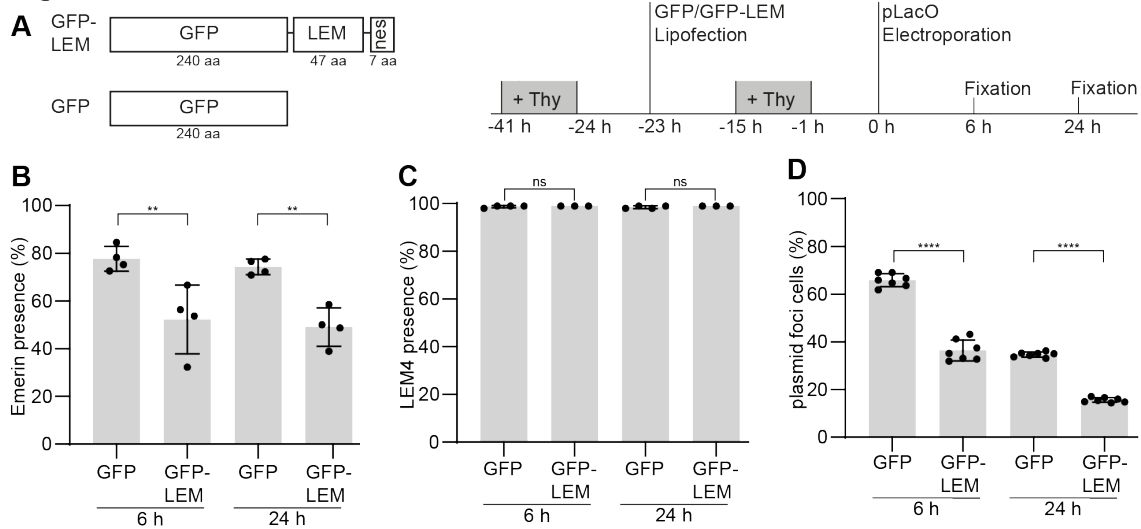 A
GFP-
LEM
GFP
LEM
nes
240 aa
47 aa
7 aa
GFP
GFP
240 aa
GFP/GFP-LEM
Lipofection
pLacO
Electroporation
+ Thy
+ Thy
Fixation
Fixation
-41 h
-24 h
-23 h
-15 h
-1 h
0 h
6 h
24 h
B
Emerin presence (%)
100
80
60
40
20
0
**
**
GFP
GFP-
LEM
GFP
GFP-
LEM
6 h
24 h
C
LEM4 presence (%)
100
80
60
40
20
0
ns
ns
GFP
GFP-
LEM
GFP
GFP-
LEM
6 h
24 h
D
plasmid foci cells (%)
100
80
60
40
20
0
****
****
GFP
GFP-
LEM
GFP
GFP-
LEM
6 h
24 h